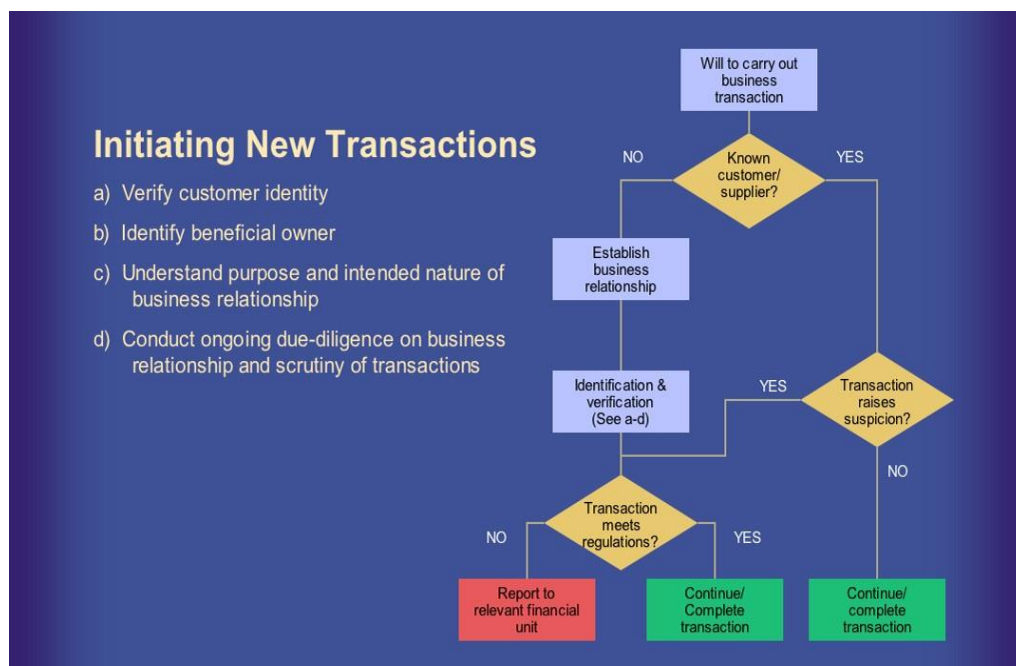 Initiating New Transactions
a) Verify customer identity
b) Identify beneficial owner
c) Understand purpose and intended nature of
business relationship
d) Conduct ongoing due-diligence on business
relationship and scrutiny of transactions
Will to carry out
business
transaction
NO
Known
customer/
supplier?
YES
Establish
business
relationship
Identification &
verification
(See a-d)
YES
Transaction
raises
suspicion?
NO
Transaction
meets
regulations?
NO
YES
Report to
relevant financial
unit
Continue/
Complete
transaction
Continue/
complete
transaction